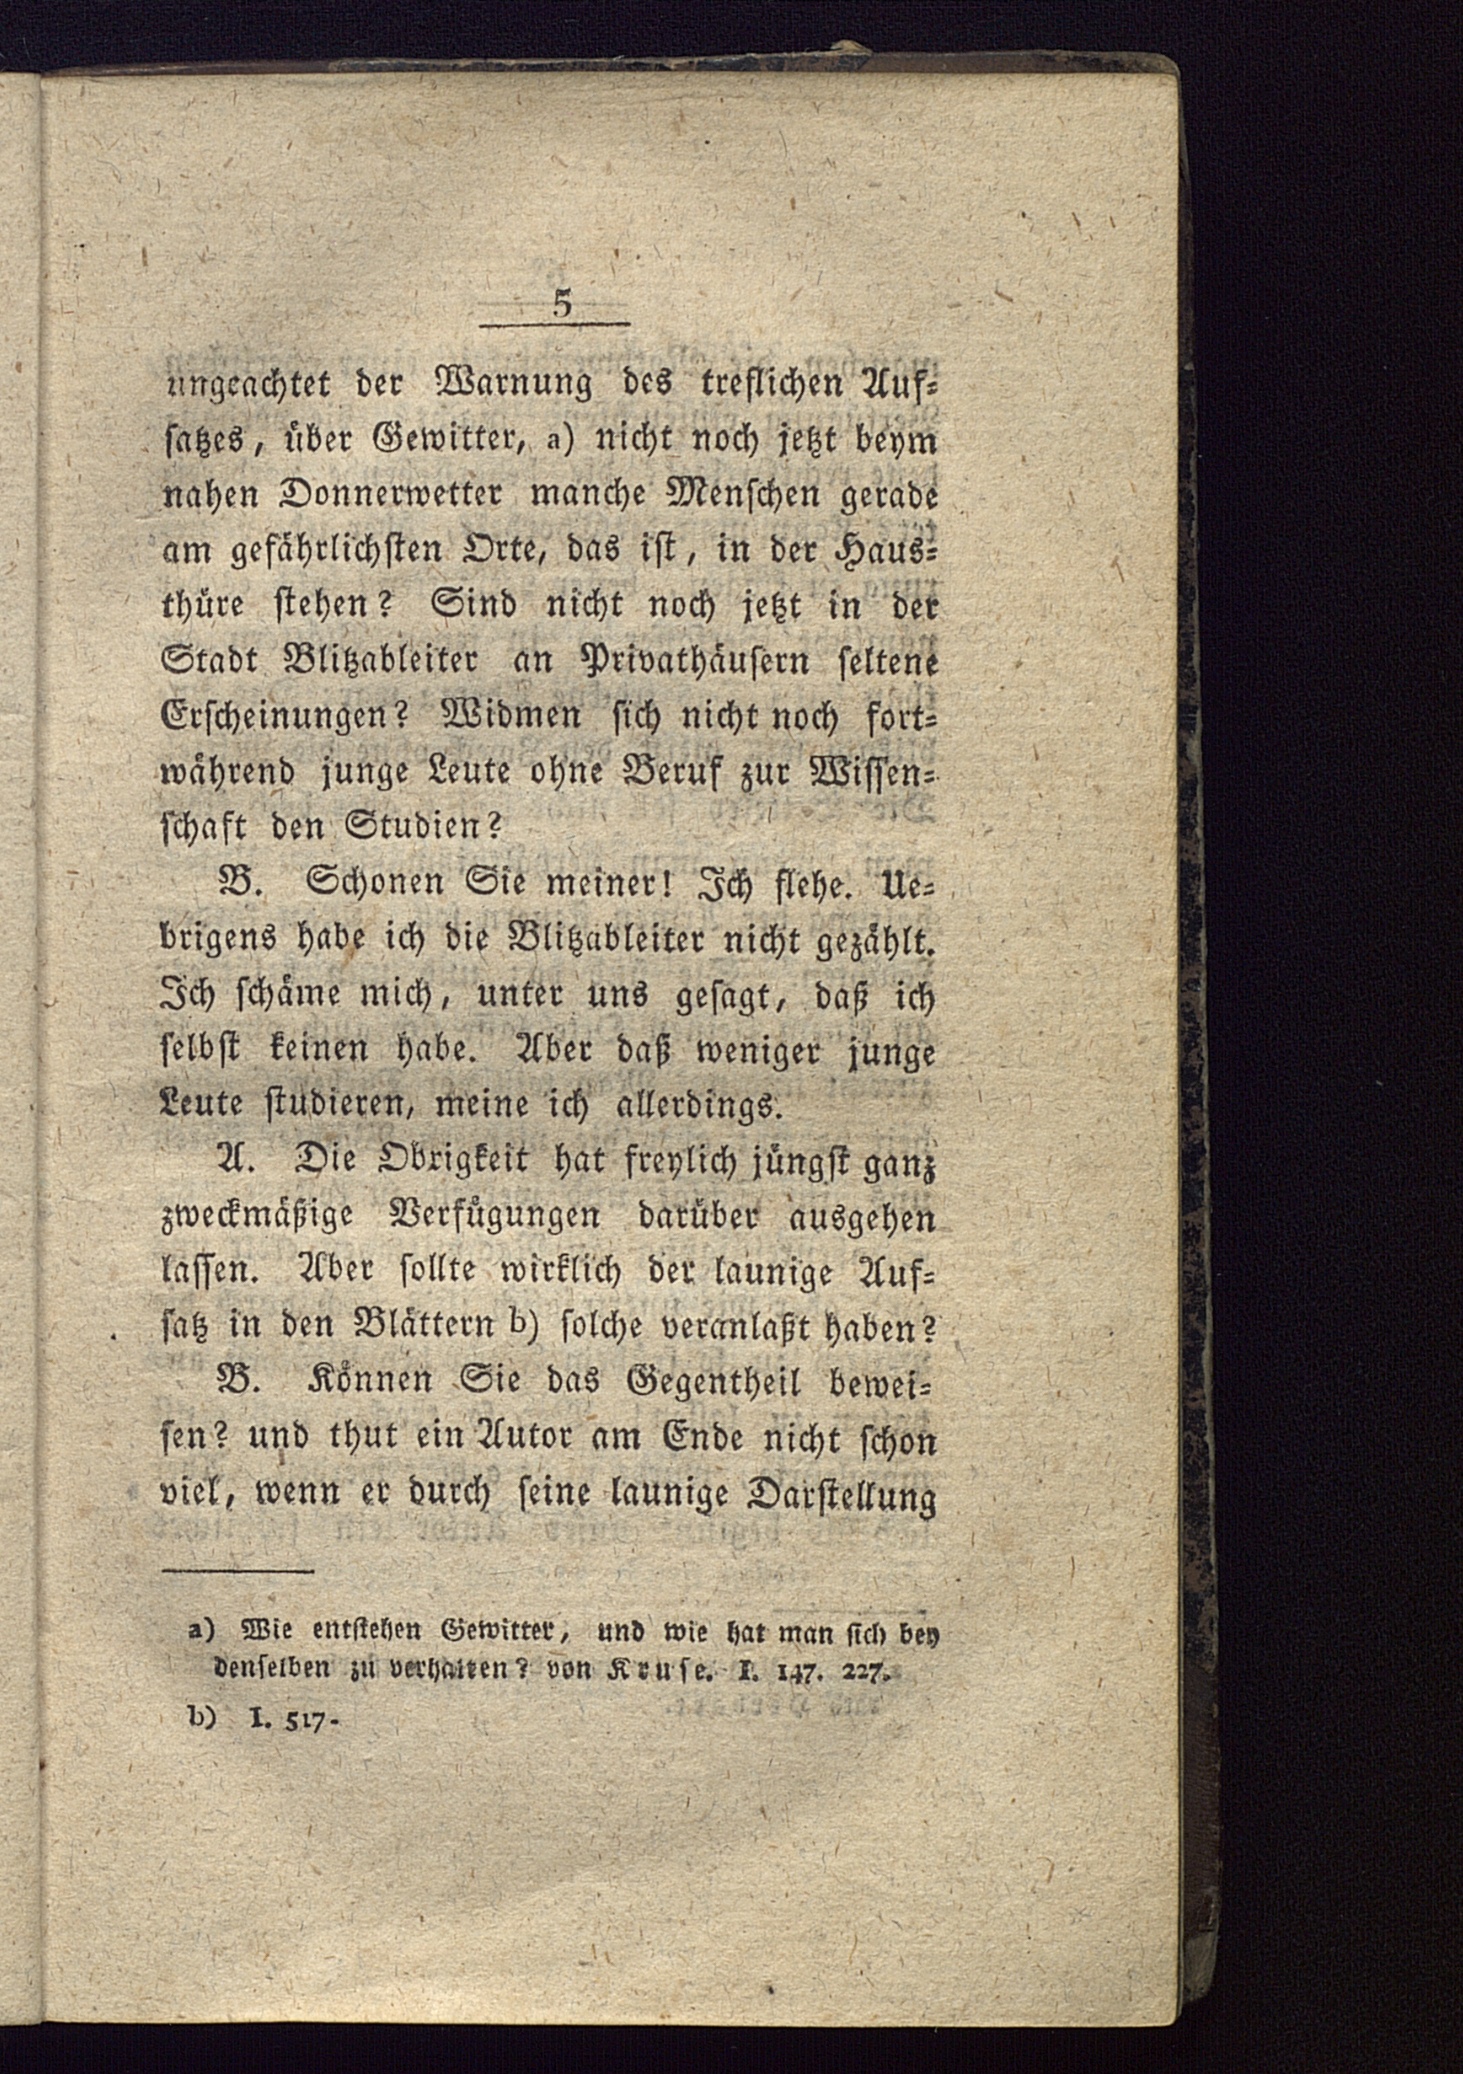 5
ungeachtet der Warnung des treflichen Auf=
satzes, über Gewitter, a) nicht noch jetzt beym
nahen Donnerwetter manche Menschen gerade
am gefährlichsten Orte, das ist, in der Haus=
thüre stehen? Sind nicht noch jetzt in der
Stadt Blitzableiter an Privathäusern seltene
Erscheinungen? Widmen sich nicht noch fort=
während junge Leute ohne Beruf zur Wissen=
schaft den Studien?
B. Schonen Sie meiner! Ich flehe. Ue=
brigens habe ich die Blitzableiter nicht gezählt.
Ich schäme mich, unter uns gesagt, daß ich
selbst keinen habe. Aber daß weniger junge
Leute studieren, meine ich allerdings.
A. Die Obrigkeit hat freylich jüngst ganz
zweckmäßige Verfügungen darüber ausgehen
lassen. Aber sollte wirklich der launige Auf=
satz in den Blättern b) solche veranlaßt haben?
B. Können Sie das Gegentheil bewei=
sen? und thut ein Autor am Ende nicht schon
viel, wenn er durch seine launige Darstellung
a) Wie entstehen Gewitter, und wie hat man sich bey
denselben zu verhalten? von Kruse. I. 147. 227.
b) I. 517.